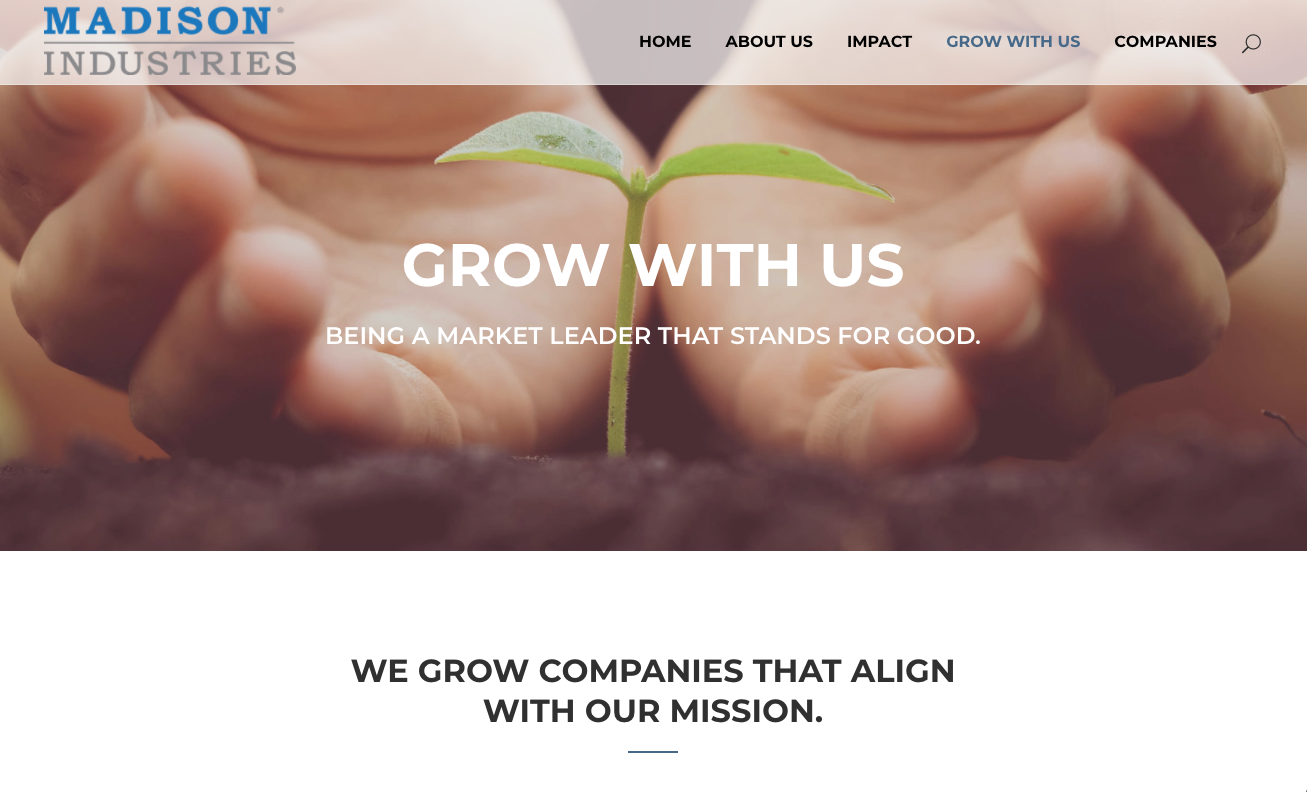 MADISON
INDUSTRIES
HOME ABOUT US IMPACT GROW WITH US COMPANIES
GROW WITH US
BEING A MARKET LEADER THAT STANDS FOR GOOD.
WE GROW COMPANIES THAT ALIGN
WITH OUR MISSION.